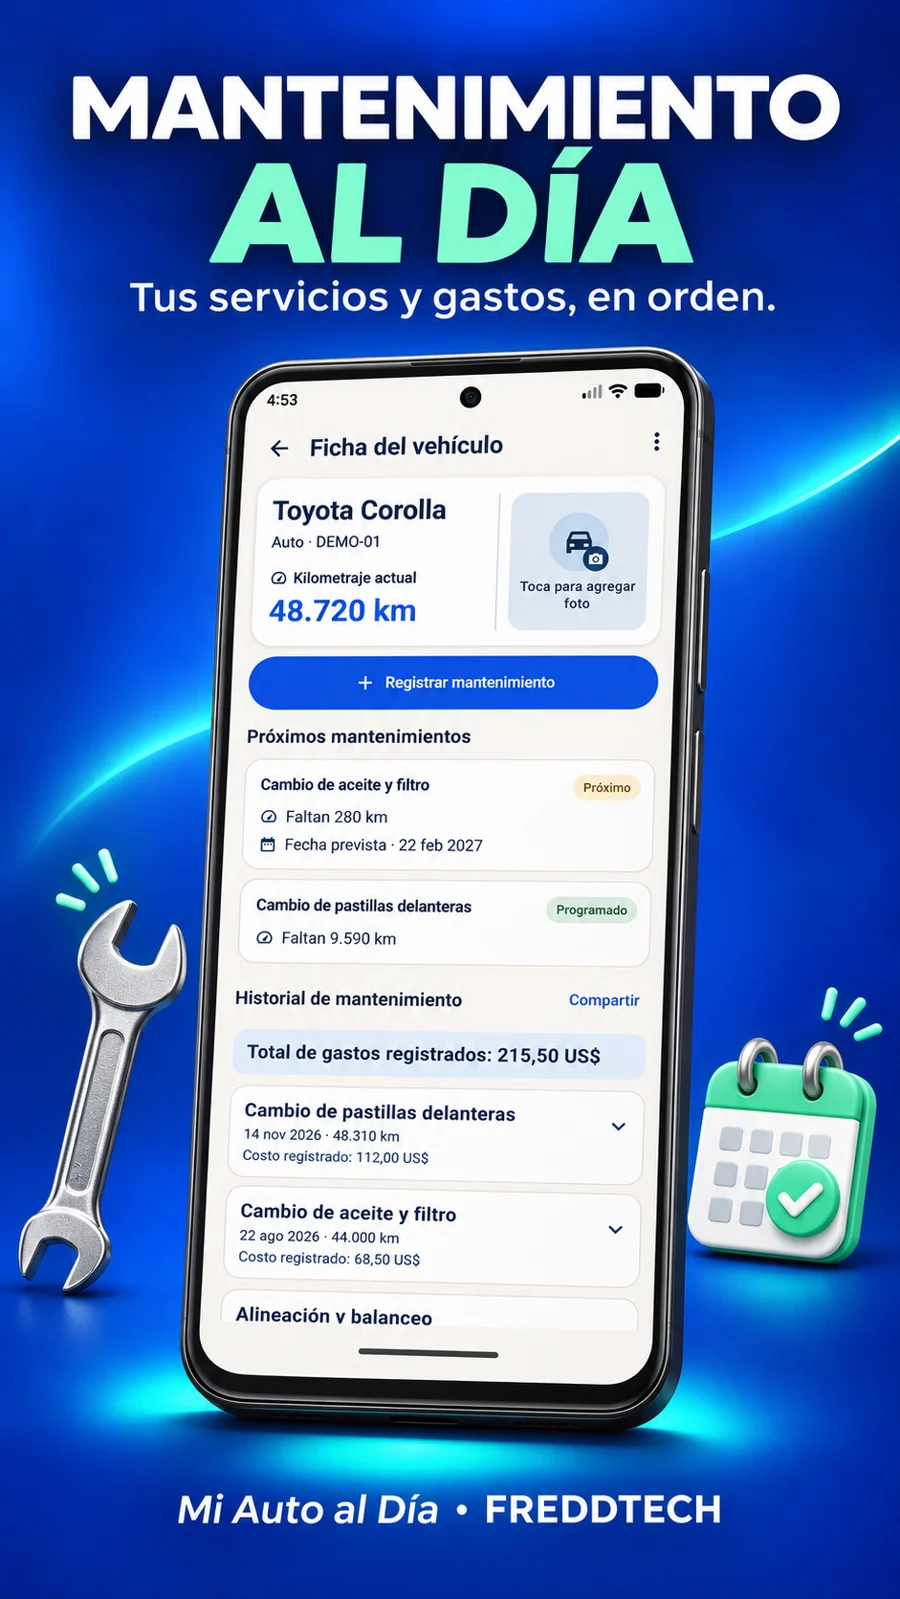 MANTENIMIENTO
AL DÍA
Tus servicios y gastos, en orden.
4:53
Ficha del vehículo
Toyota Corolla
Auto · DEMO-01
Kilometraje actual
48.720 km
Toca para agregar
foto
+ Registrar mantenimiento
Próximos mantenimientos
Cambio de aceite y filtro
Próximo
Faltan 280 km
Fecha prevista · 22 feb 2027
Cambio de pastillas delanteras
Programado
Faltan 9.590 km
Historial de mantenimiento
Compartir
Total de gastos registrados: 215,50 US$
Cambio de pastillas delanteras
14 nov 2026 · 48.310 km
Costo registrado: 112,00 US$
Cambio de aceite y filtro
22 ago 2026 · 44.000 km
Costo registrado: 68,50 US$
Alineación y balanceo
Mi Auto al Día • FREDDTECH